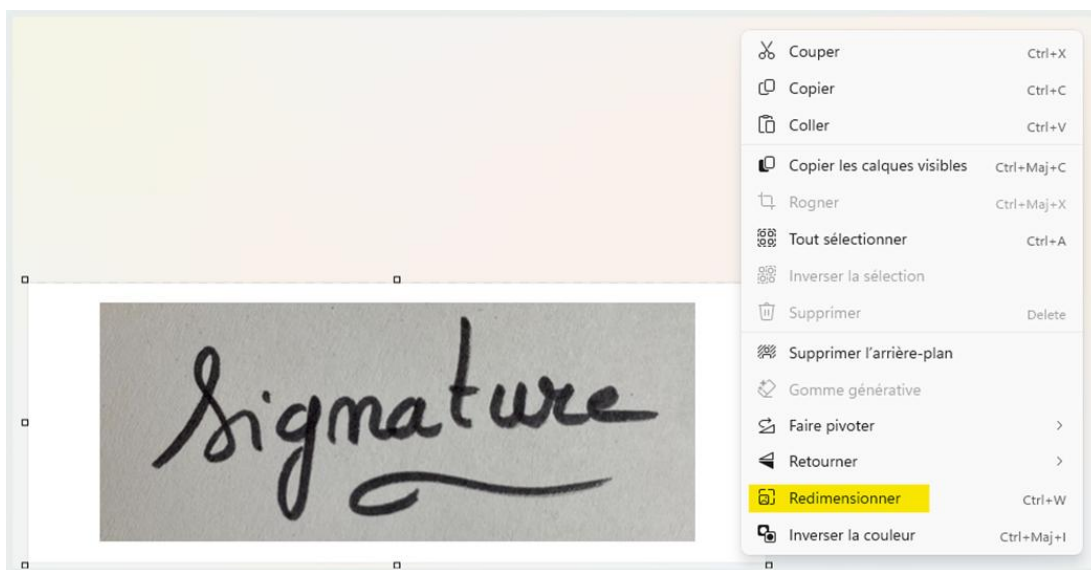 Couper Ctrl+X
Copier Ctrl+C
Coller Ctrl+V
Copier les calques visibles Ctrl+Maj+C
Rogner Ctrl+Maj+X
Tout sélectionner Ctrl+A
Inverser la sélection
Supprimer Delete
Supprimer l'arrière-plan
Gomme générative
Faire pivoter
Retourner
Redimensionner Ctrl+W
Inverser la couleur Ctrl+Maj+I
Signature